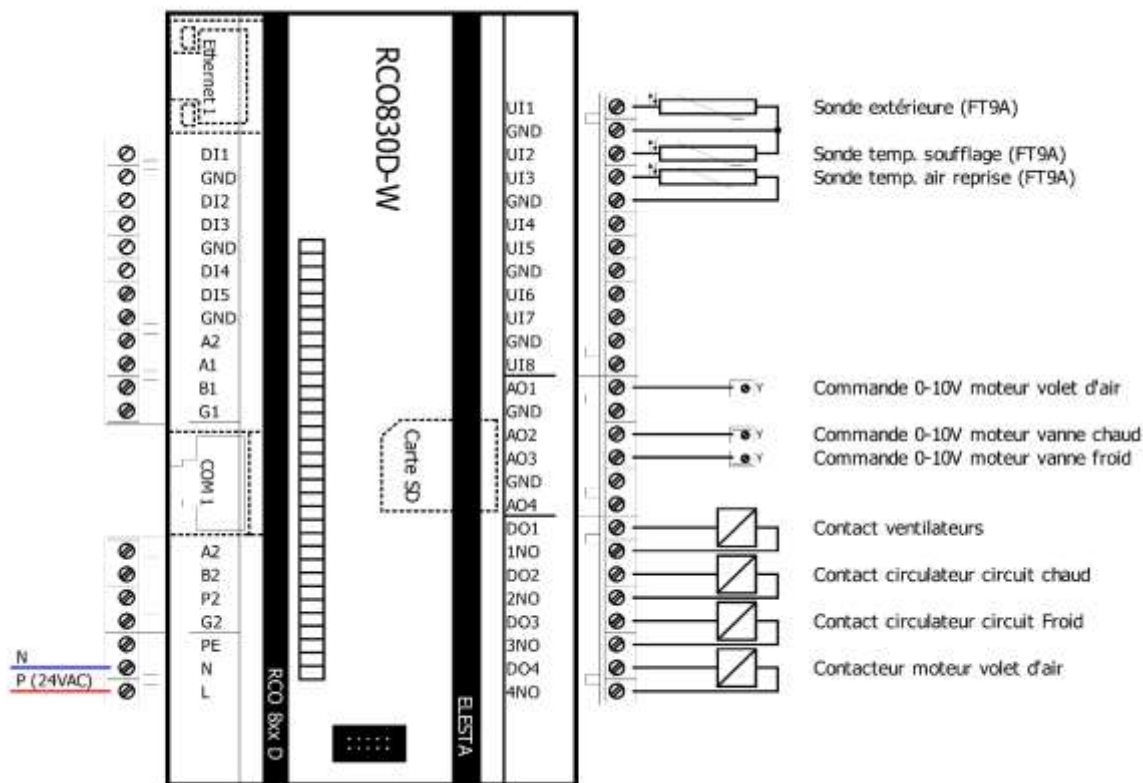 Ethernet 1
DI1
GND
DI2
DI3
GND
DI4
DI5
GND
A2
A1
B1
G1
COM 1
A2
B2
P2
G2
PE
N
L
N
P (24VAC)
RCO 8xx D
RCO830D-W
Carte SD
ELESTA
UI1
GND
UI2
UI3
GND
UI4
UI5
GND
UI6
UI7
GND
UI8
AO1
GND
AO2
AO3
GND
AO4
DO1
1NO
DO2
2NO
DO3
3NO
DO4
4NO
Sonde extérieure (FT9A)
Sonde temp. soufflage (FT9A)
Sonde temp. air reprise (FT9A)
Y Commande 0-10V moteur volet d'air
Y Commande 0-10V moteur vanne chaud
Y Commande 0-10V moteur vanne froid
Contact ventilateurs
Contact circulateur circuit chaud
Contact circulateur circuit Froid
Contacteur moteur volet d'air